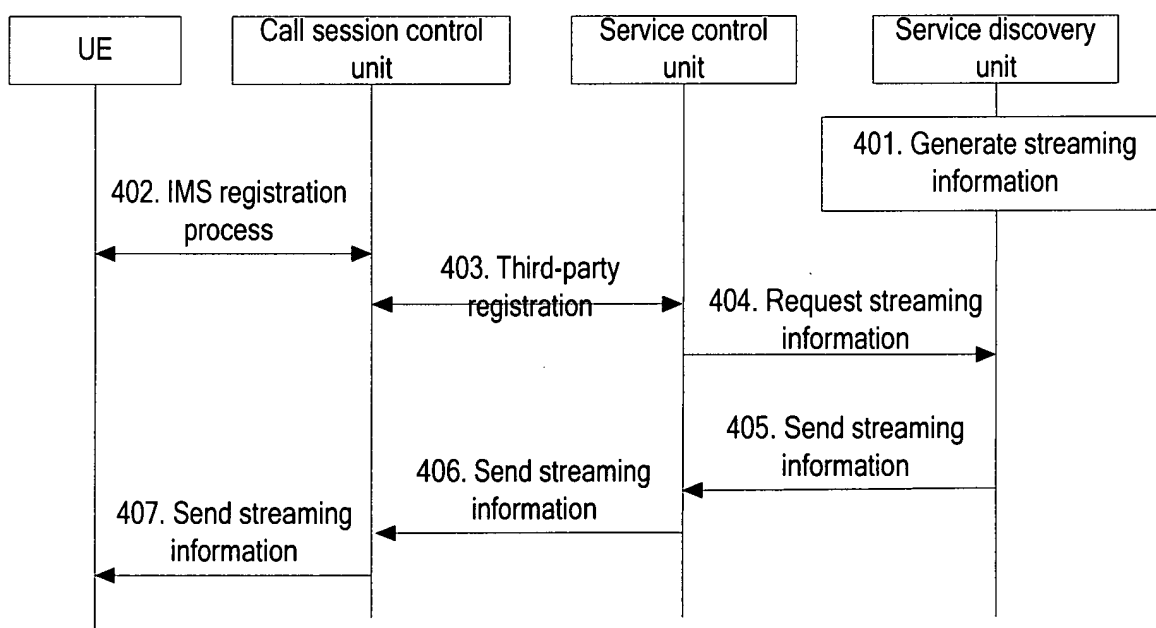 UE
Call session control
unit
Service control
unit
Service discovery
unit
401. Generate streaming
information
402. IMS registration
process
403. Third-party
registration
404. Request streaming
information
405. Send streaming
information
406. Send streaming
information
407. Send streaming
information